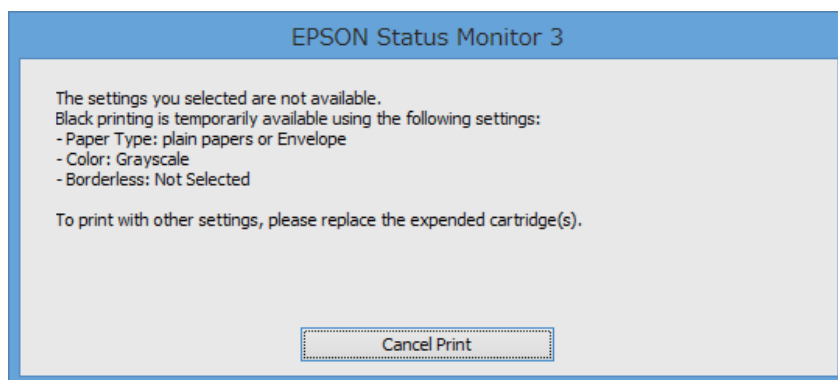 EPSON Status Monitor 3
The settings you selected are not available.
Black printing is temporarily available using the following settings:
- Paper Type: plain papers or Envelope
- Color: Grayscale
- Borderless: Not Selected
To print with other settings, please replace the expended cartridge(s).
Cancel Print